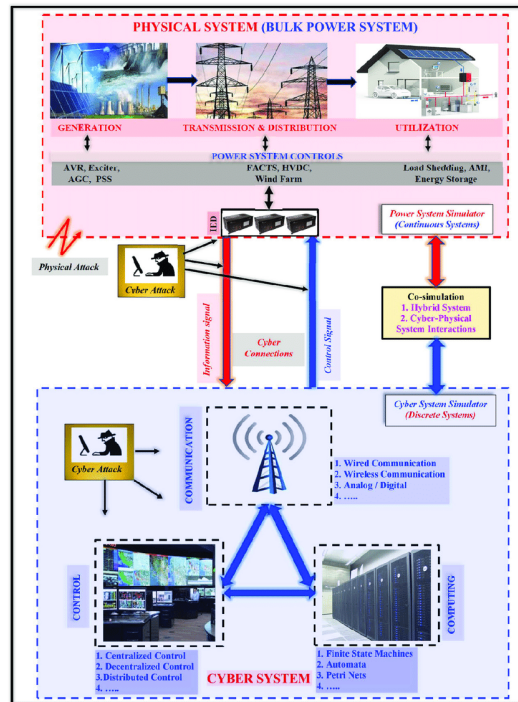 PHYSICAL SYSTEM (BULK POWER SYSTEM)
GENERATION
TRANSMISSION & DISTRIBUTION
UTILIZATION
POWER SYSTEM CONTROLS
AVR, Excites,
AGC, PSS
FACTS, HVDC,
Wind Farm
Load Shedding, AMI,
Energy Storage
IED
Power System Simulator
(Continuous Systems)
Physical Attack
Cyber Attack
Information signal
Cyber
Connections
Control Signal
Co-simulation
1. Hybrid System
2. Cyber-Physical
System Interactions
Cyber System Simulator
(Discrete Systems)
Cyber Attack
COMMUNICATION
1. Wired Communication
2. Wireless Communication
3. Analog / Digital
4. .....
CONTROL
COMPUTING
1. Centralized Control
2. Decentralized Control
3.Distributed Control
4. .....
1. Finite State Machines
2. Automata
3. Petri Nets
4. .....
CYBER SYSTEM